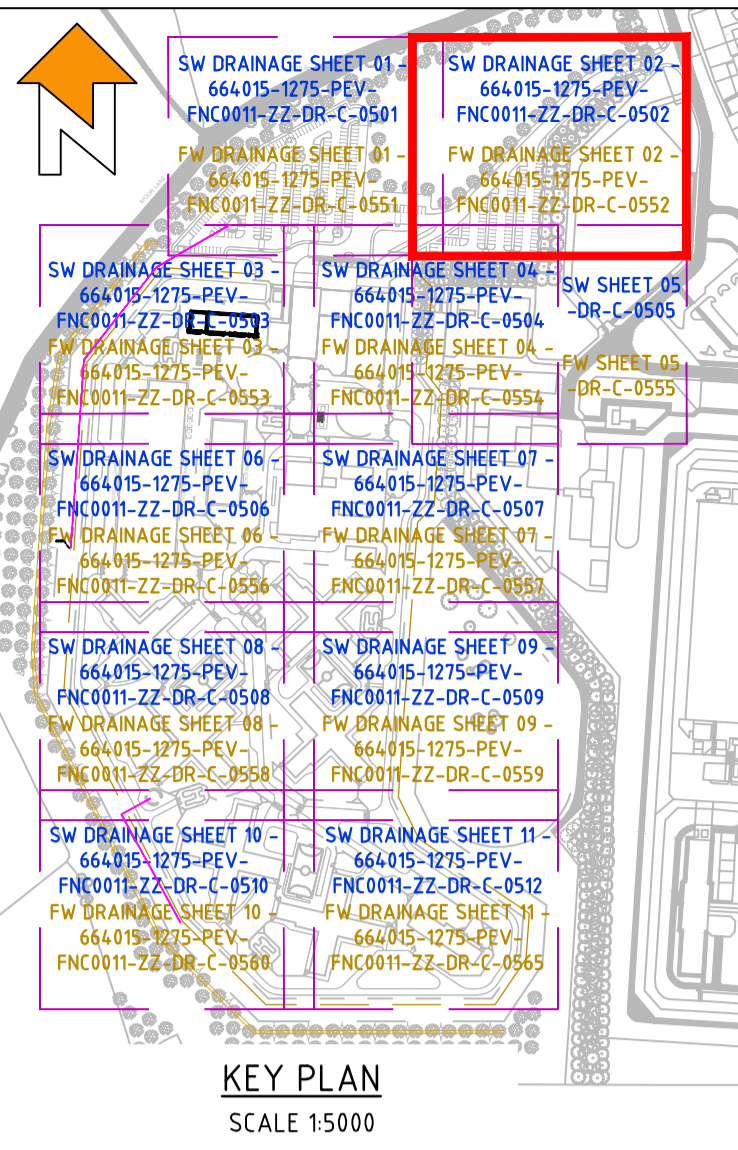 N
SW DRAINAGE SHEET 01 -
664015-1275-PEV-
FNC0011-ZZ-DR-C-0501
FW DRAINAGE SHEET 01 -
664015-1275-PEV-
FNC0011-ZZ-DR-C-0551
SW DRAINAGE SHEET 02 -
664015-1275-PEV-
FNC0011-ZZ-DR-C-0502
FW DRAINAGE SHEET 02 -
664015-1275-PEV-
FNC0011-ZZ-DR-C-0552
SW DRAINAGE SHEET 03 -
664015-1275-PEV-
FNC0011-ZZ-DR-C-0503
FW DRAINAGE SHEET 03 -
664015-1275-PEV-
FNC0011-ZZ-DR-C-0553
SW DRAINAGE SHEET 04 -
664015-1275-PEV-
FNC0011-ZZ-DR-C-0504
FW DRAINAGE SHEET 04 -
664015-1275-PEV-
FNC0011-ZZ-DR-C-0554
SW SHEET 05
-DR-C-0505
FW SHEET 05
-DR-C-0555
SW DRAINAGE SHEET 06 -
664015-1275-PEV-
FNC0011-ZZ-DR-C-0506
FW DRAINAGE SHEET 06 -
664015-1275-PEV-
FNC0011-ZZ-DR-C-0556
SW DRAINAGE SHEET 07 -
664015-1275-PEV-
FNC0011-ZZ-DR-C-0507
FW DRAINAGE SHEET 07 -
664015-1275-PEV-
FNC0011-ZZ-DR-C-0557
SW DRAINAGE SHEET 08 -
664015-1275-PEV-
FNC0011-ZZ-DR-C-0508
FW DRAINAGE SHEET 08 -
664015-1275-PEV-
FNC0011-ZZ-DR-C-0558
SW DRAINAGE SHEET 09 -
664015-1275-PEV-
FNC0011-ZZ-DR-C-0509
FW DRAINAGE SHEET 09 -
664015-1275-PEV-
FNC0011-ZZ-DR-C-0559
SW DRAINAGE SHEET 10 -
664015-1275-PEV-
FNC0011-ZZ-DR-C-0510
FW DRAINAGE SHEET 10 -
664015-1275-PEV-
FNC0011-ZZ-DR-C-0560
SW DRAINAGE SHEET 11 -
664015-1275-PEV-
FNC0011-ZZ-DR-C-0512
FW DRAINAGE SHEET 11 -
664015-1275-PEV-
FNC0011-ZZ-DR-C-0565
KEY PLAN
SCALE 1:5000